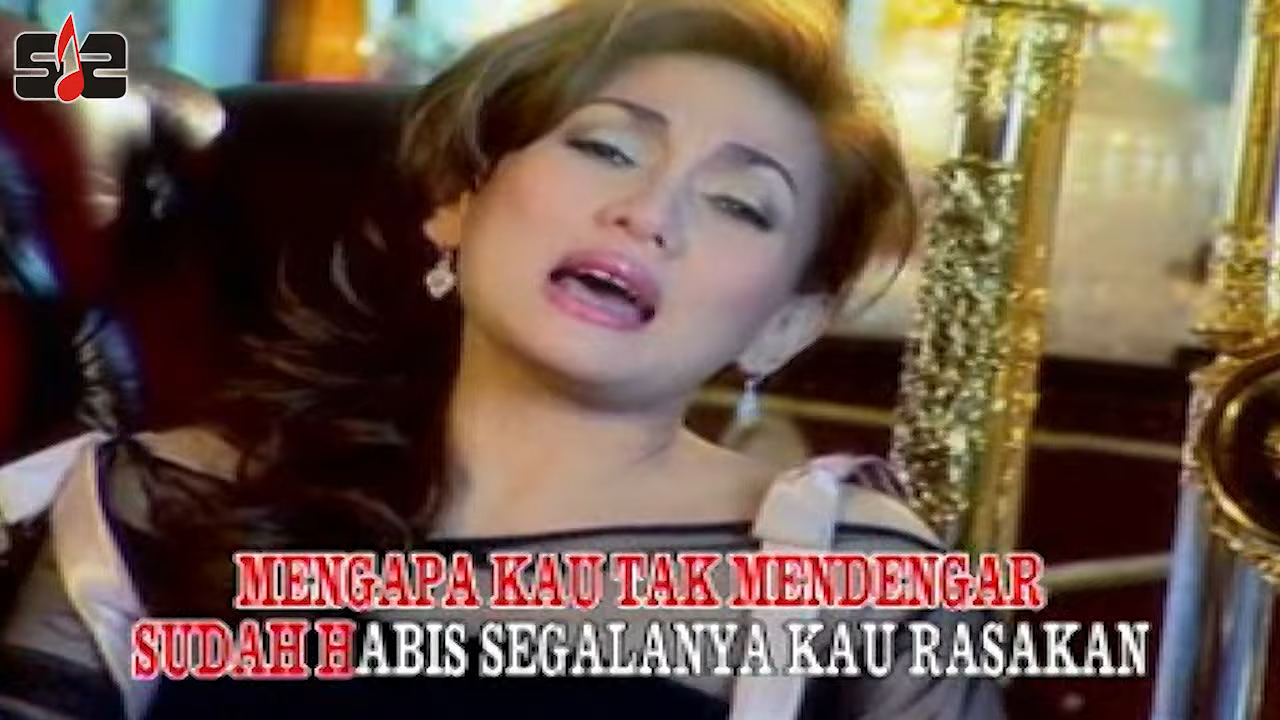 MENGAPA KAU TAK MENDENGAR
SUDAH HABIS SEGALANYA KAU RASAKAN